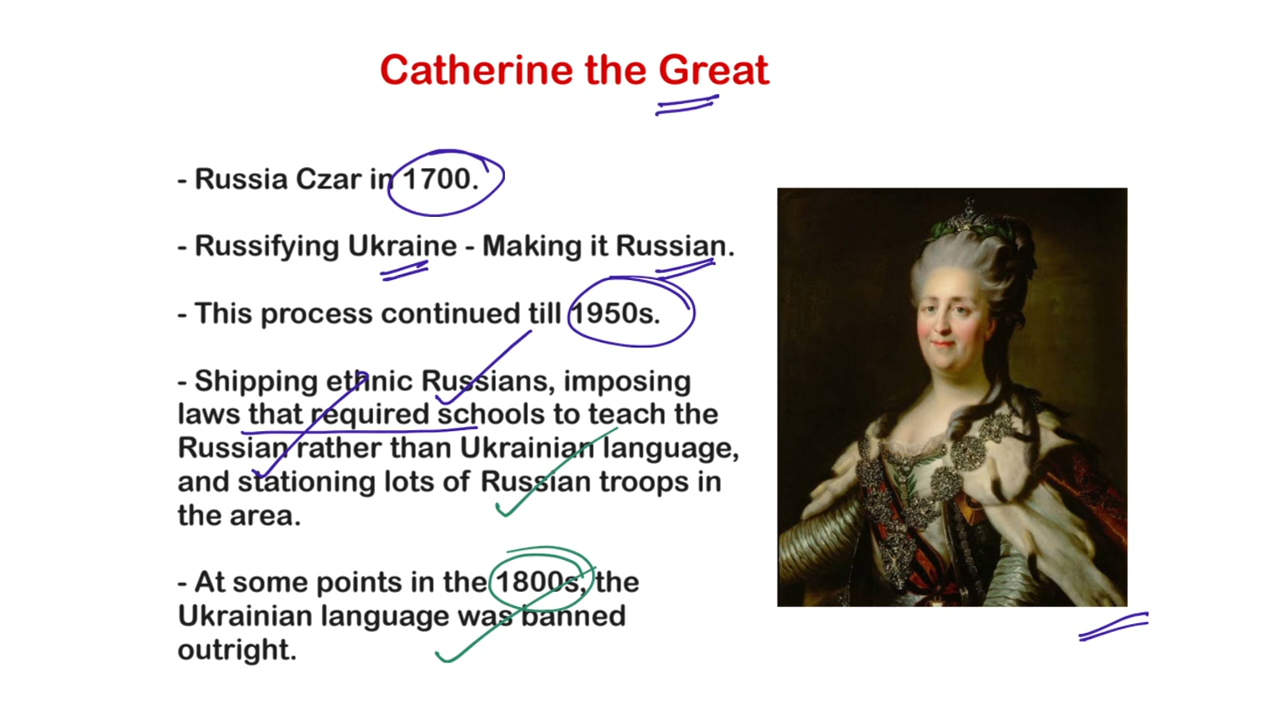 Catherine the Great
- Russia Czar in 1700.
- Russifying Ukraine - Making it Russian.
- This process continued till 1950s.
- Shipping ethnic Russians, imposing
laws that required schools to teach the
Russian rather than Ukrainian language,
and stationing lots of Russian troops in
the area.
- At some points in the 1800s, the
Ukrainian language was banned
outright.